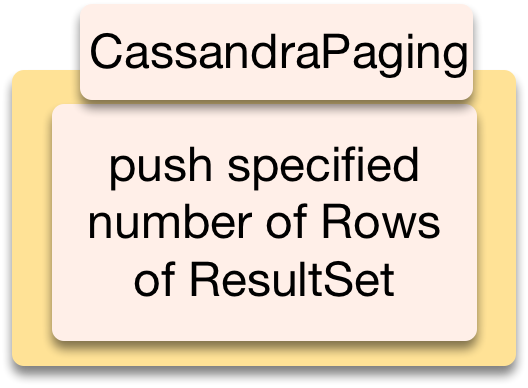 CassandraPaging
push specified
number of Rows
of ResultSet